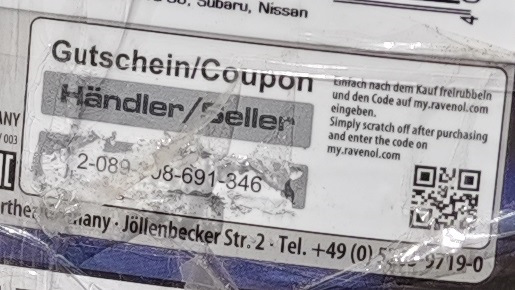 Subaru, Nissan
Gutschein/Coupon
Händler/Seller
Einfach nach dem Kauf freirubbeln
und den Code auf my.ravenol.com
eingeben.
Simply scratch off after purchasing
and enter the code on
my.ravenol.com
2-089- 08-691-346
Jöllenbecker Str. 2 · Tel. +49 (0) 9719-0